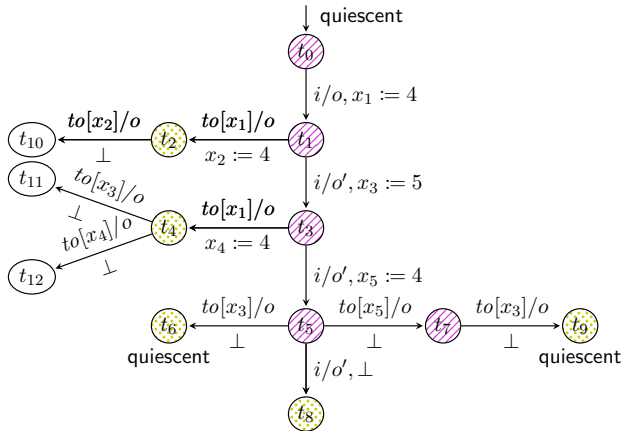 quiescent
t₀
i/o, x₁ := 4
to[x₂]/o
to[x₁]/o
t₁₀
t₂
t₁
⊥
x₂ := 4
t₁₁
to[x₃]/o
i/o′, x₃ := 5
⊥
to[x₁]/o
to[x₄]/o
t₄
t₃
⊥
x₄ := 4
t₁₂
i/o′, x₅ := 4
to[x₃]/o
to[x₅]/o
to[x₃]/o
t₆
t₅
t₇
t₉
quiescent
⊥
⊥
⊥
quiescent
i/o′, ⊥
t₈